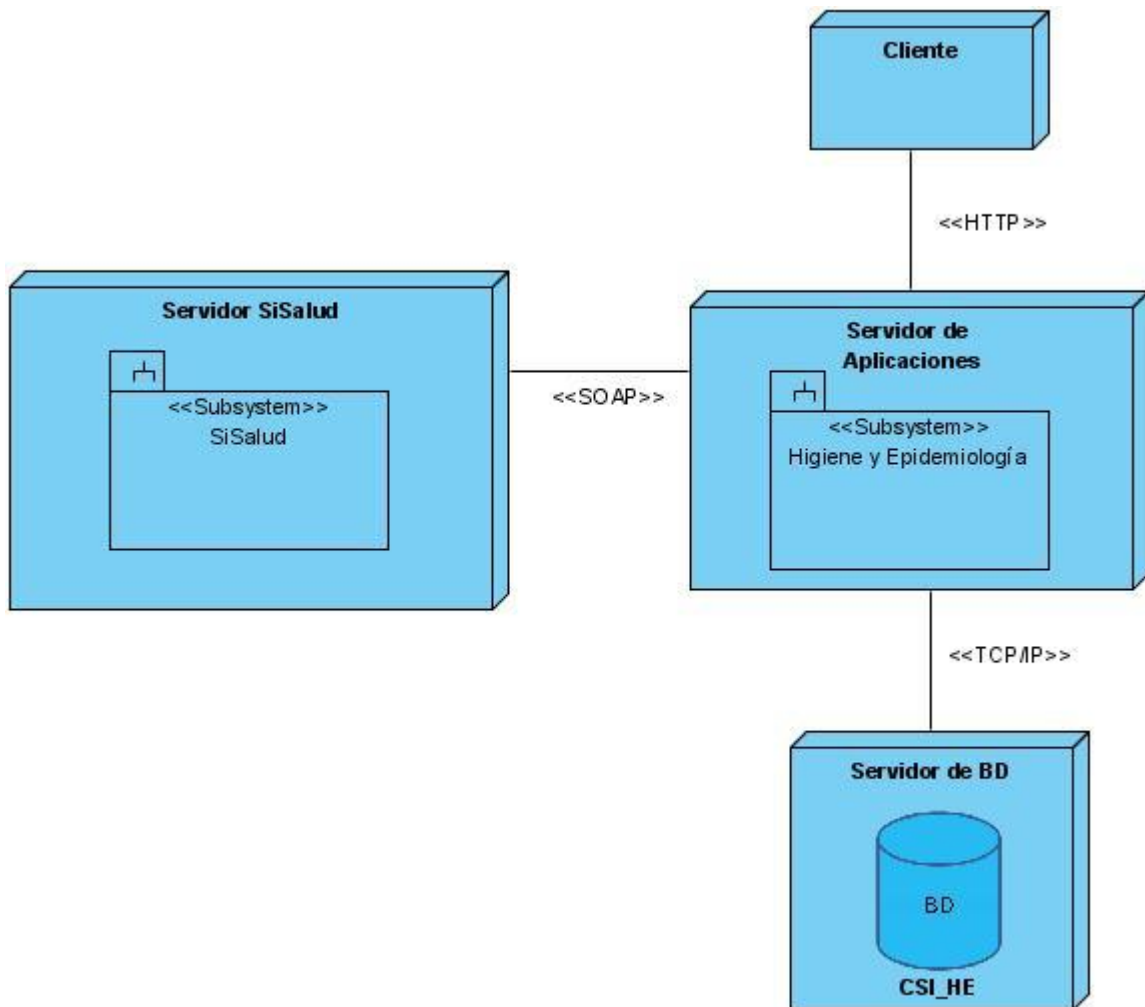 Cliente
<<HTTP>>
Servidor SiSalud
<<Subsystem>>
SiSalud
<<SOAP>>
Servidor de
Aplicaciones
<<Subsystem>>
Higiene y Epidemiología
<<TCP/IP>>
Servidor de BD
BD
CSI_HE